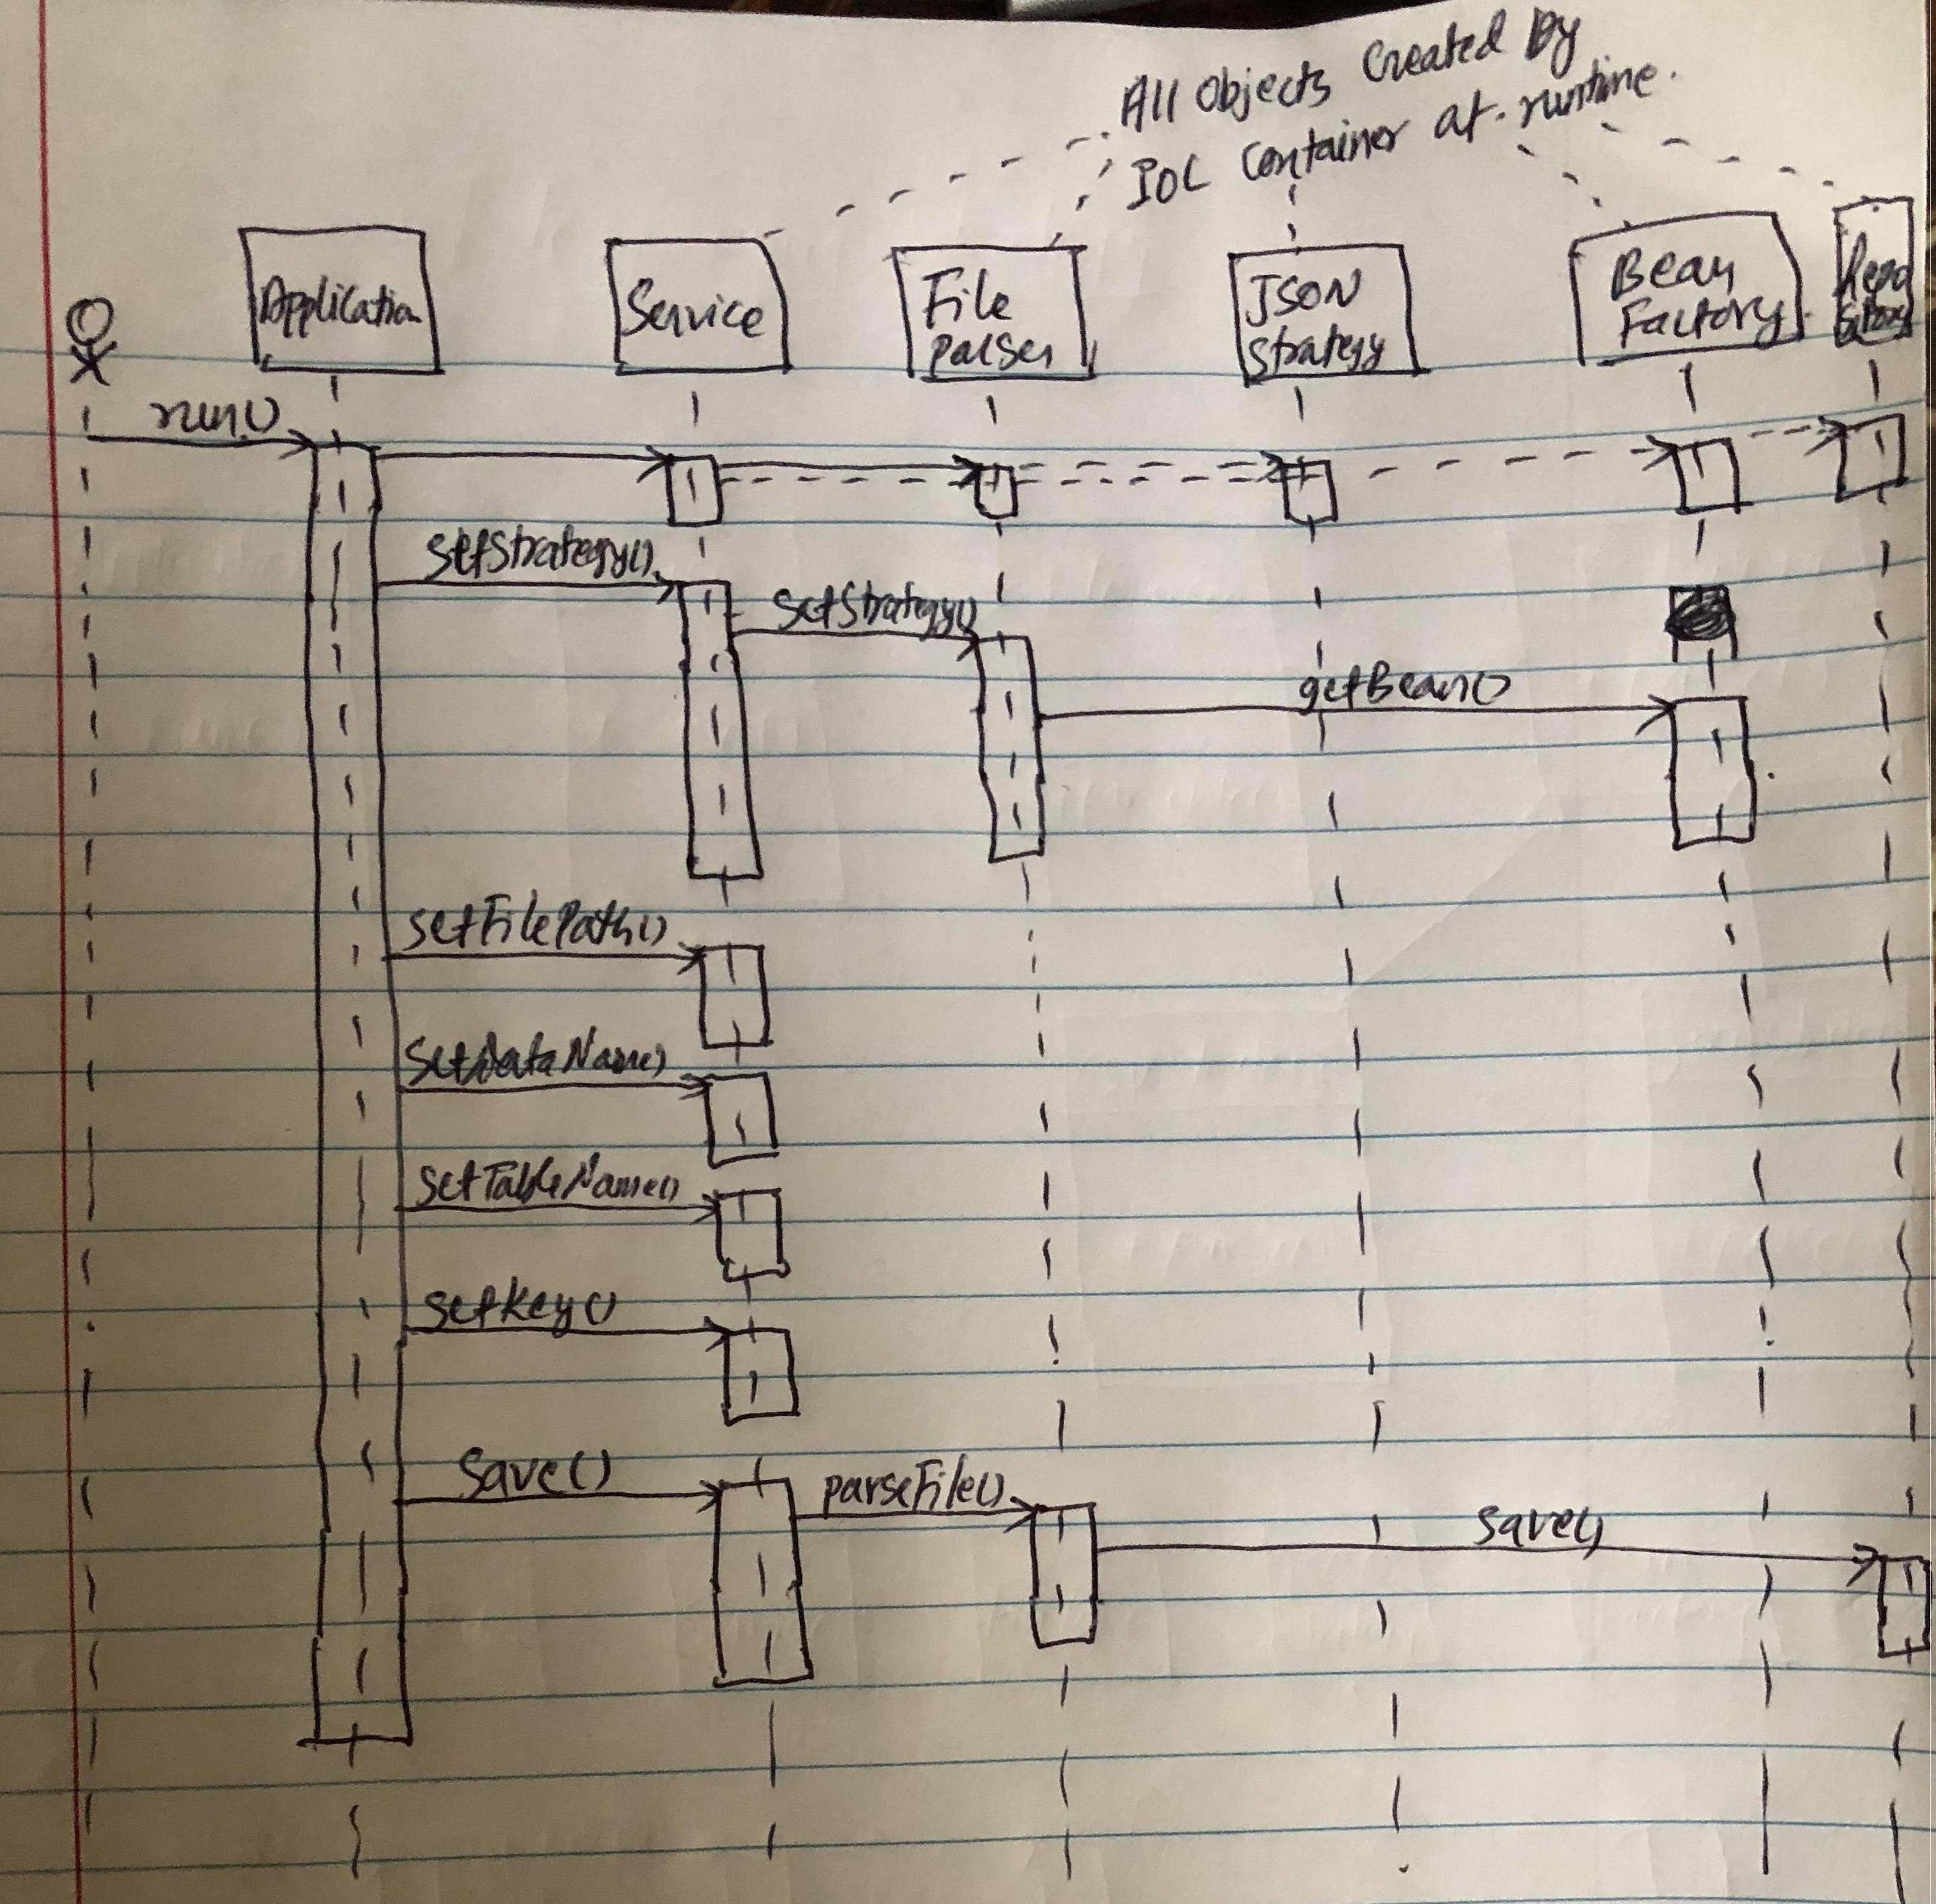 All Objects Created By
IOC Container at runtime.
Application
Service
File
Parser
JSON
Strategy
Bean
Factory
Repo
sitory
run()
setStrategy()
setStrategy()
getBean()
setFilePath()
setDataName()
setTableName()
setKey()
Save()
parseFile()
save()